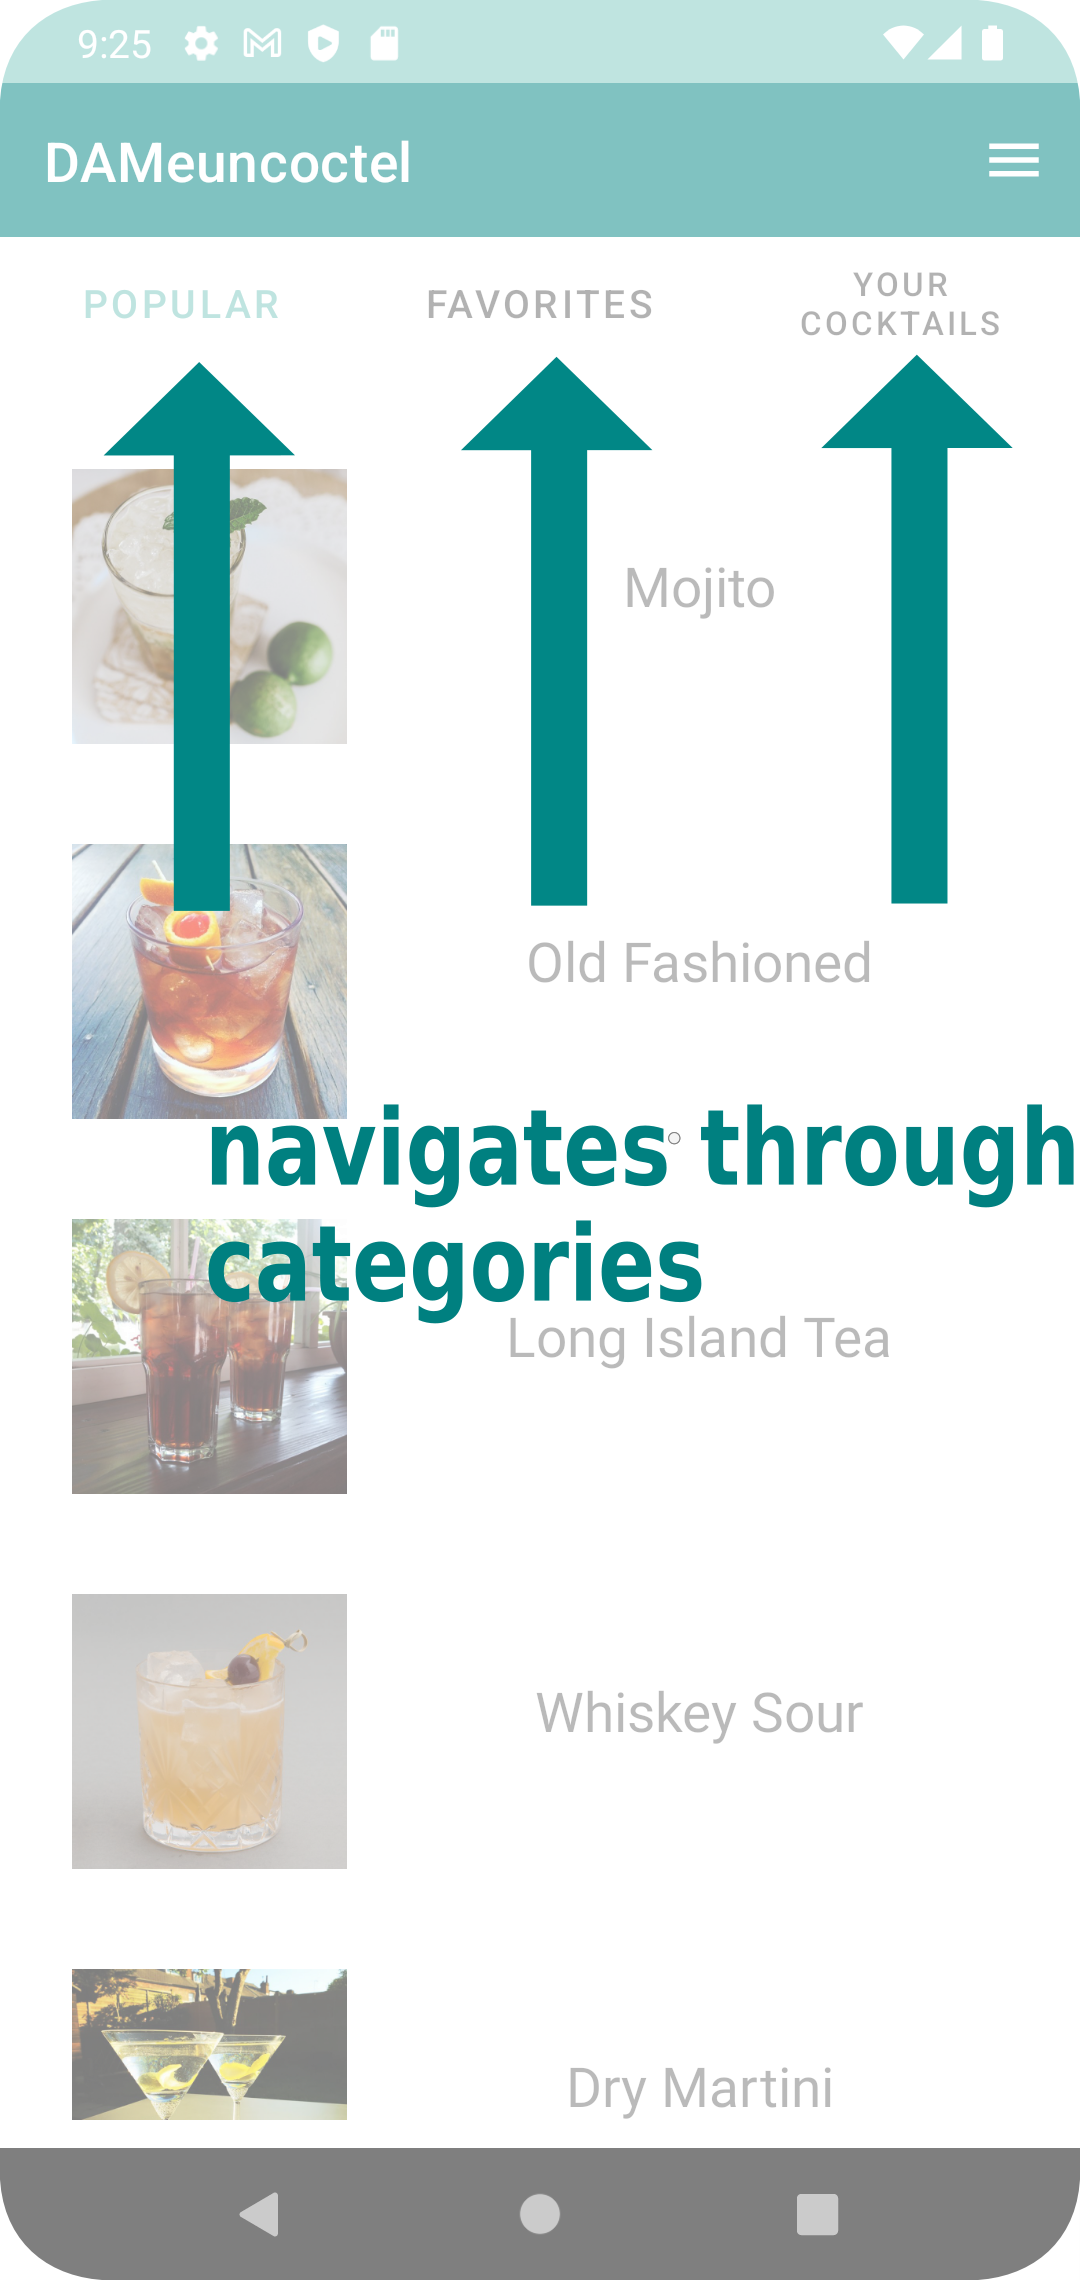 9:25
DAMeuncoctel
POPULAR
FAVORITES
YOUR
COCKTAILS
Mojito
Old Fashioned
navigates through
categories
Long Island Tea
Whiskey Sour
Dry Martini